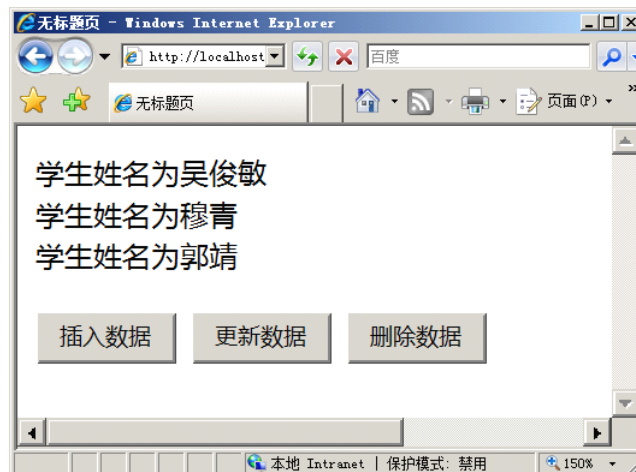 无标题页 - Windows Internet Explorer
http://localhost
百度
无标题页
页面(P)
»
学生姓名为吴俊敏
学生姓名为穆青
学生姓名为郭靖
插入数据 更新数据 删除数据
本地 Intranet | 保护模式: 禁用 150%